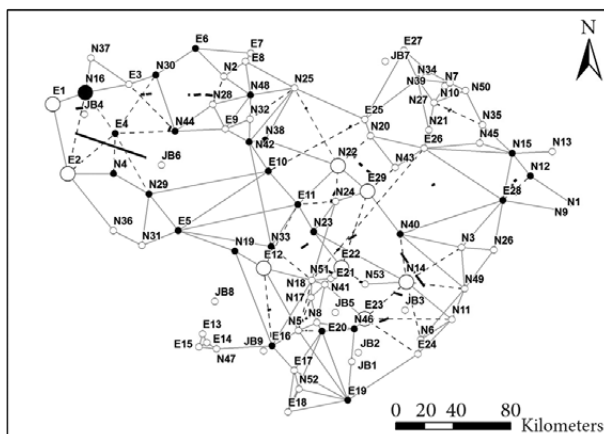 E6
E27
N
N37
E7
E8
JB7
N30
N34
E3
N2
N25
N7
E1
N16
N39
N50
N48
N28
N27
N10
JB4
N32
E25
N44
N21
N35
E4
E9
N38
N20
E26
N45
N15
N13
N42
JB6
N22
N43
E2
N4
E10
E29
N12
N29
E28
N1
E11
N24
N9
N36
E5
N23
N40
N31
N33
N3
N26
N19
E12
E22
N51
E21
N14
N18
N53
N49
N41
N17
JB8
JB5
E23
JB3
N8
N11
E13
N5
N46
E16
E20
N6
E14
E15
E24
N47
JB9
JB2
E17
JB1
N52
E18
E19
0 20 40 80
Kilometers